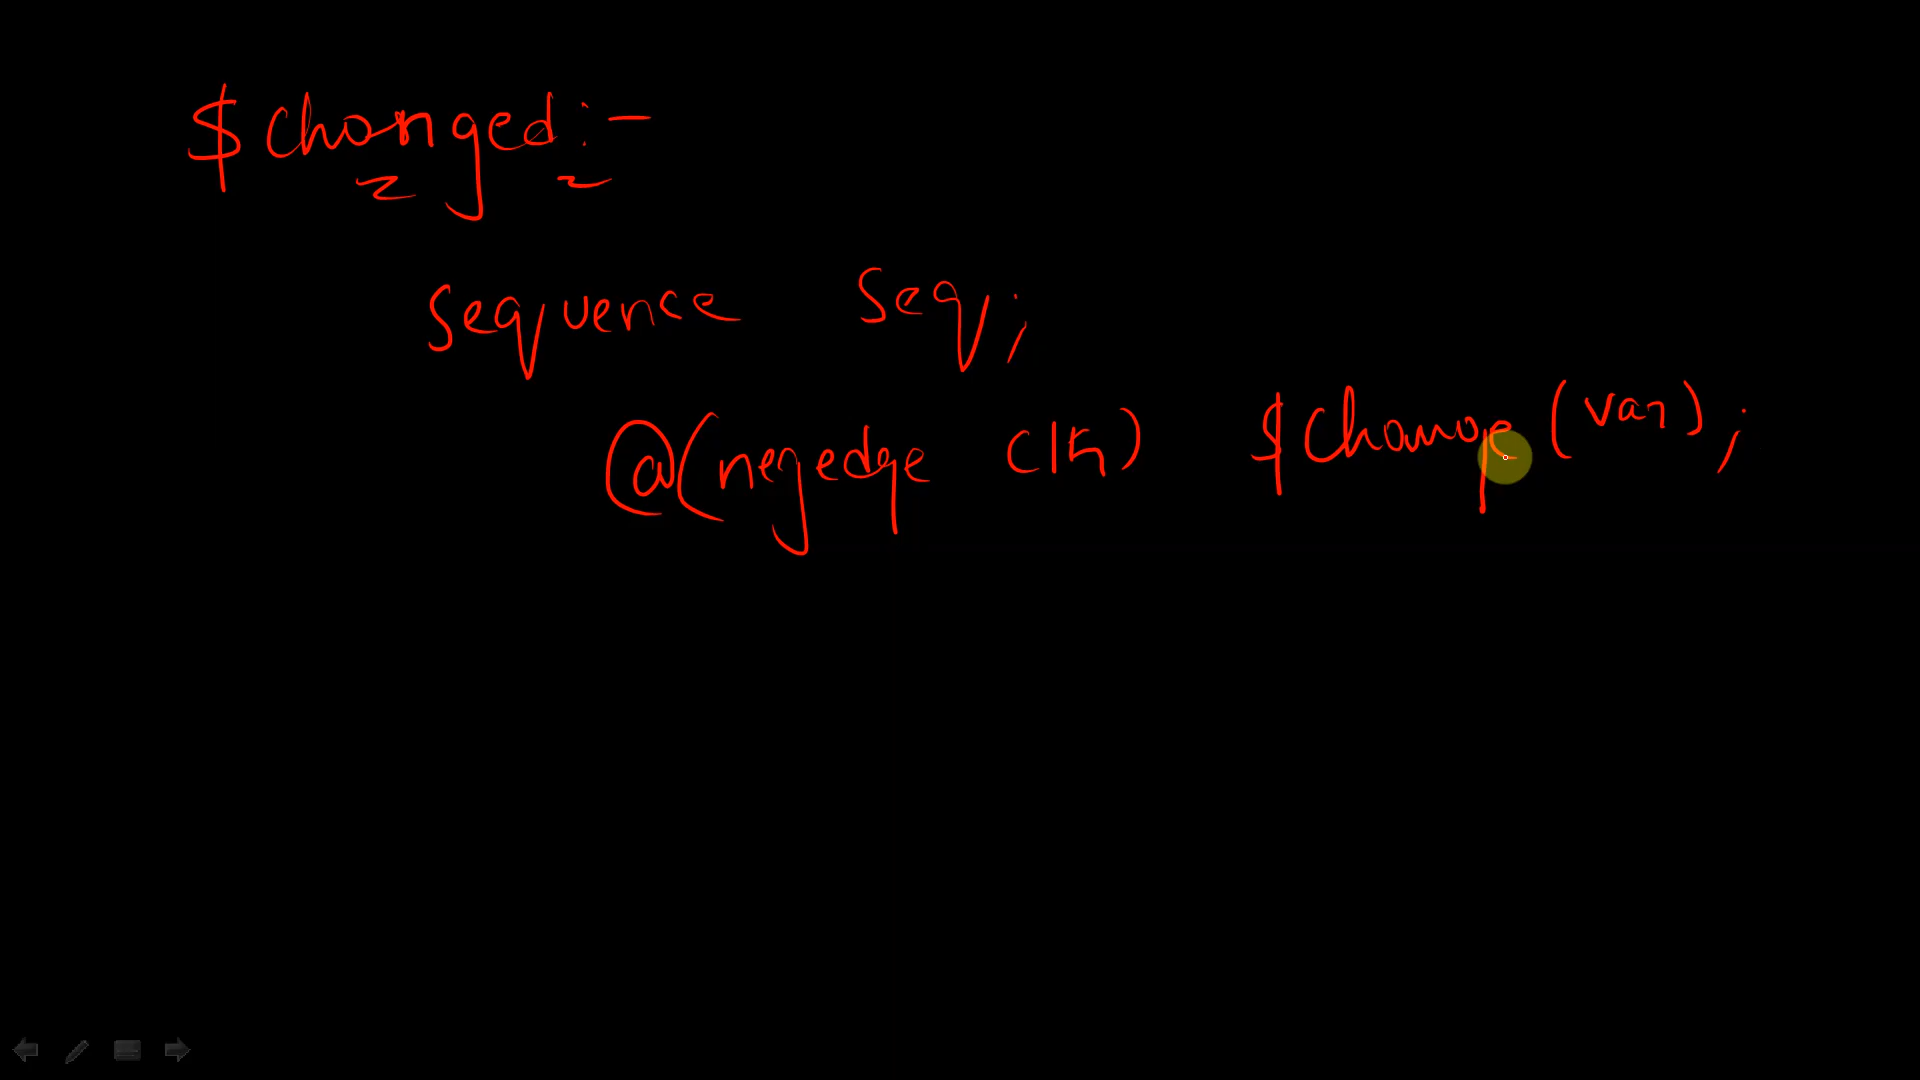 $changed:-
sequence seq;
@(negedge clk) $change(var);